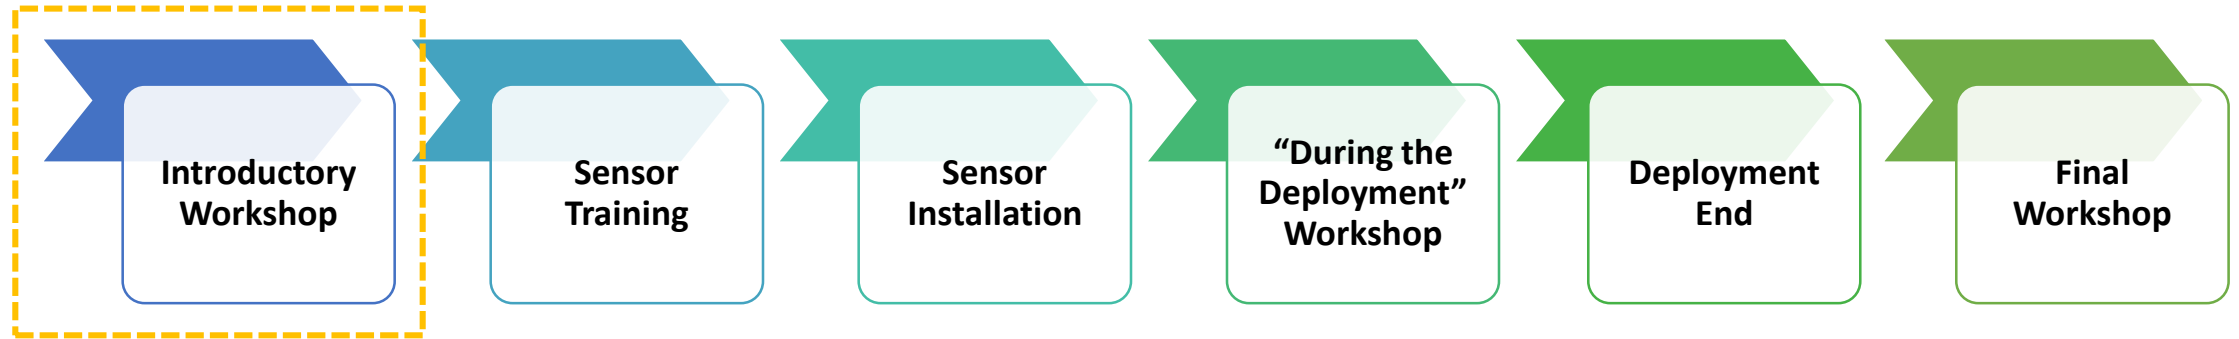 Introductory
Workshop
Sensor
Training
Sensor
Installation
“During the
Deployment”
Workshop
Deployment
End
Final
Workshop